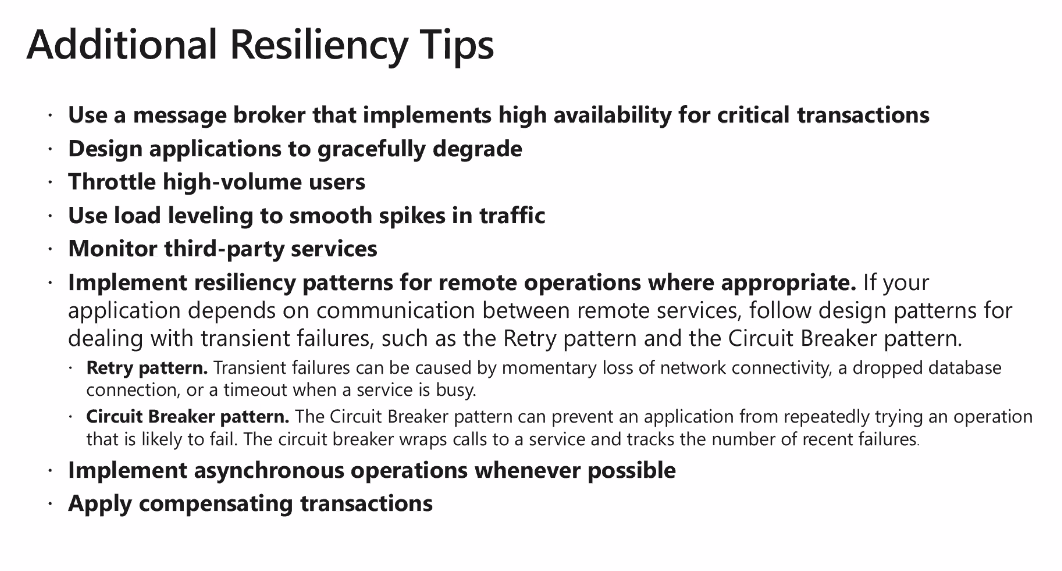 Additional Resiliency Tips
· Use a message broker that implements high availability for critical transactions
· Design applications to gracefully degrade
· Throttle high-volume users
· Use load leveling to smooth spikes in traffic
· Monitor third-party services
· Implement resiliency patterns for remote operations where appropriate. If your
application depends on communication between remote services, follow design patterns for
dealing with transient failures, such as the Retry pattern and the Circuit Breaker pattern.
· Retry pattern. Transient failures can be caused by momentary loss of network connectivity, a dropped database
connection, or a timeout when a service is busy.
· Circuit Breaker pattern. The Circuit Breaker pattern can prevent an application from repeatedly trying an operation
that is likely to fail. The circuit breaker wraps calls to a service and tracks the number of recent failures.
· Implement asynchronous operations whenever possible
· Apply compensating transactions